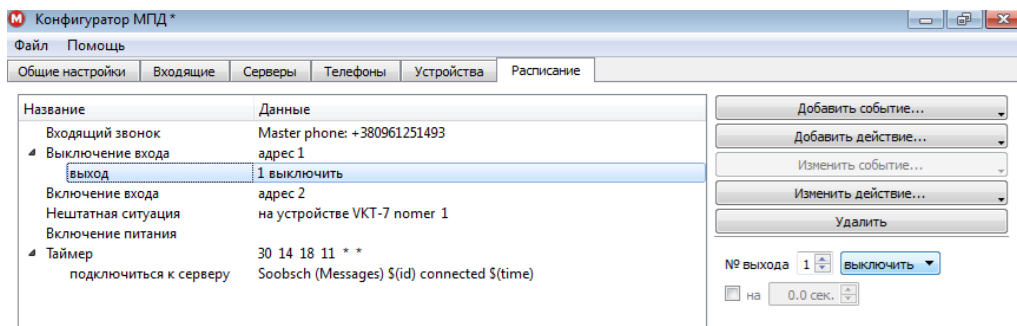 Конфигуратор МПД *
Файл Помощь
Общие настройки Входящие Серверы Телефоны Устройства Расписание
Название Данные
Входящий звонок Master phone: +380961251493
Выключение входа адрес 1
выход 1 выключить
Включение входа адрес 2
Нештатная ситуация на устройстве VKT-7 nomer 1
Включение питания
Таймер 30 14 18 11 * *
подключиться к серверу Soobsch (Messages) $(id) connected $(time)
Добавить событие...
Добавить действие...
Изменить событие...
Изменить действие...
Удалить
№ выхода 1 выключить
на 0.0 сек.